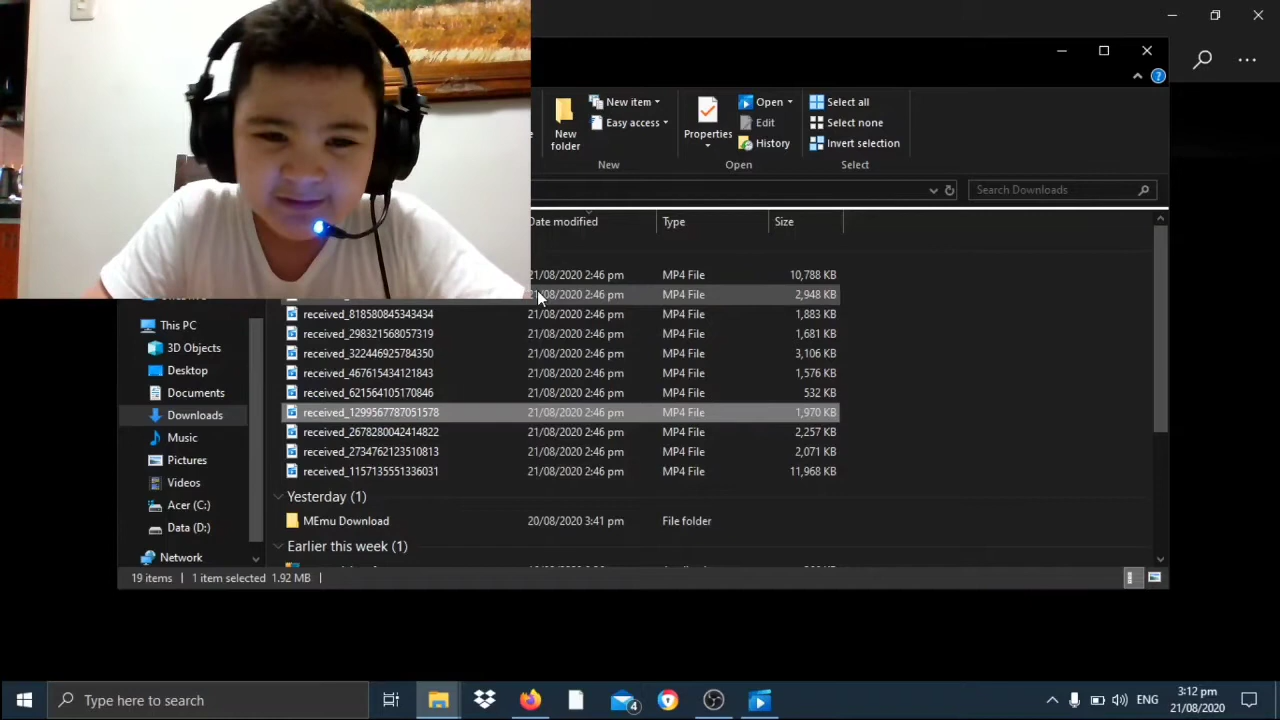 New item
Easy access
New
folder
New
Properties
Open
Edit
History
Open
Select all
Select none
Invert selection
Select
Search Downloads
Date modified
Type
Size
21/08/2020 2:46 pm MP4 File 10,788 KB
21/08/2020 2:46 pm MP4 File 2,948 KB
received_818580845343434 21/08/2020 2:46 pm MP4 File 1,883 KB
received_298321568057319 21/08/2020 2:46 pm MP4 File 1,681 KB
received_322446925784350 21/08/2020 2:46 pm MP4 File 3,106 KB
received_467615434121843 21/08/2020 2:46 pm MP4 File 1,576 KB
received_621564105170846 21/08/2020 2:46 pm MP4 File 532 KB
received_1299567787051578 21/08/2020 2:46 pm MP4 File 1,970 KB
received_2678280042414822 21/08/2020 2:46 pm MP4 File 2,257 KB
received_2734762123510813 21/08/2020 2:46 pm MP4 File 2,071 KB
received_1157135551336031 21/08/2020 2:46 pm MP4 File 11,968 KB
Yesterday (1)
MEmu Download 20/08/2020 3:41 pm File folder
Earlier this week (1)
This PC
3D Objects
Desktop
Documents
Downloads
Music
Pictures
Videos
Acer (C:)
Data (D:)
Network
19 items
1 item selected 1.92 MB
Type here to search
4
ENG
3:12 pm
21/08/2020